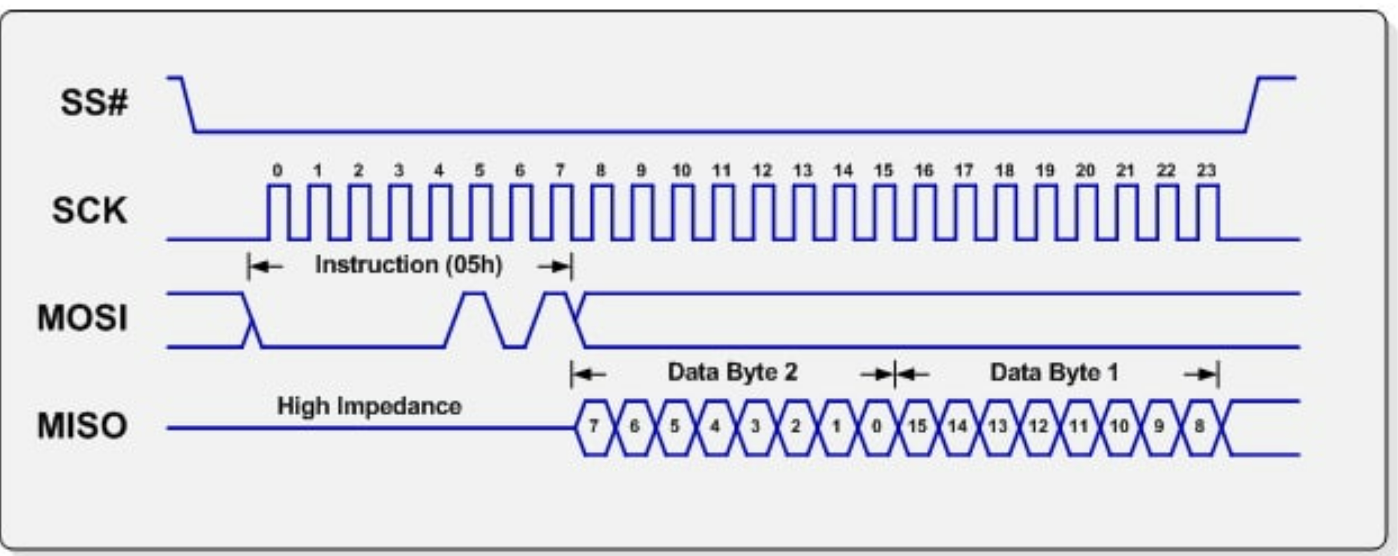 SS#
0 1 2 3 4 5 6 7 8 9 10 11 12 13 14 15 16 17 18 19 20 21 22 23
SCK
Instruction (05h)
MOSI
Data Byte 2 Data Byte 1
High Impedance
MISO
7 6 5 4 3 2 1 0 15 14 13 12 11 10 9 8